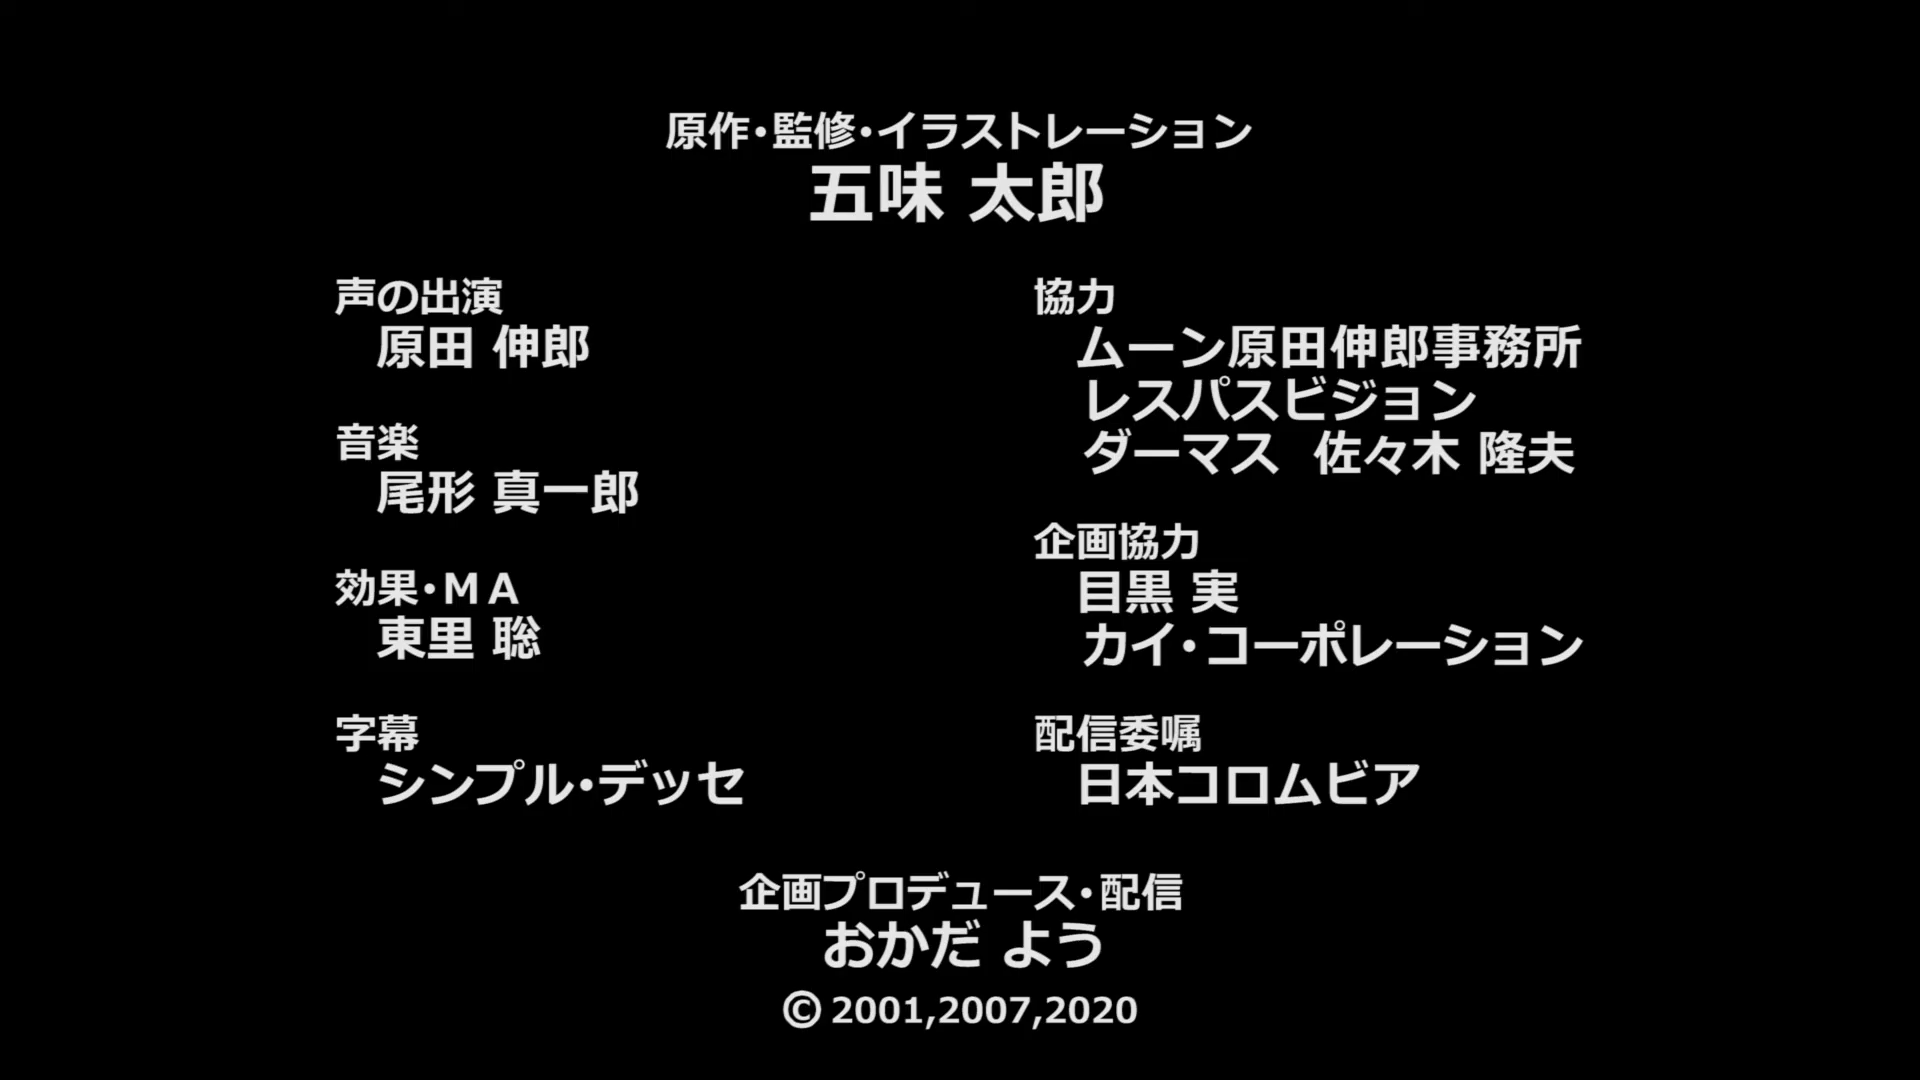 原作・監修・イラストレーション
五味 太郎
声の出演
原田 伸郎
音楽
尾形 真一郎
効果・ＭＡ
東里 聡
字幕
シンプル・デッセ
協力
ムーン原田伸郎事務所
レスパスビジョン
ダーマス 佐々木 隆夫
企画協力
目黒 実
カイ・コーポレーション
配信委嘱
日本コロムビア
企画プロデュース・配信
おかだ よう
© 2001,2007,2020